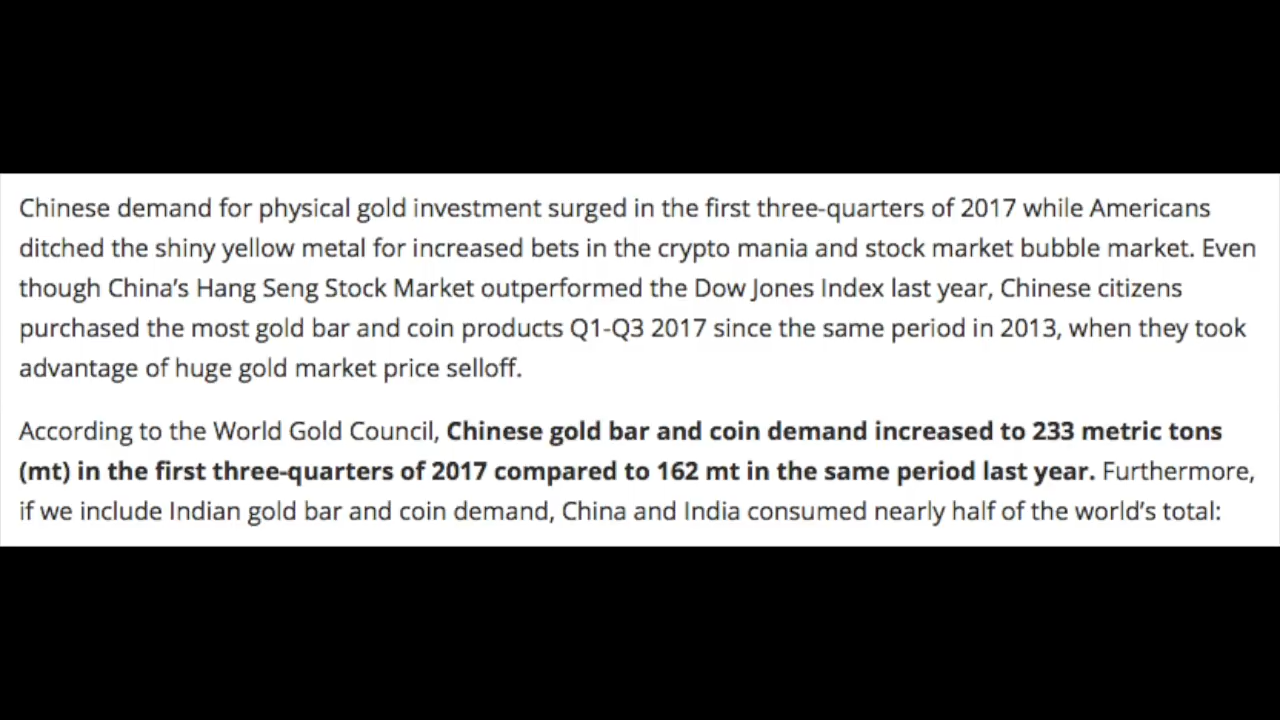 Chinese demand for physical gold investment surged in the first three-quarters of 2017 while Americans
ditched the shiny yellow metal for increased bets in the crypto mania and stock market bubble market. Even
though China’s Hang Seng Stock Market outperformed the Dow Jones Index last year, Chinese citizens
purchased the most gold bar and coin products Q1-Q3 2017 since the same period in 2013, when they took
advantage of huge gold market price selloff.
According to the World Gold Council, Chinese gold bar and coin demand increased to 233 metric tons
(mt) in the first three-quarters of 2017 compared to 162 mt in the same period last year. Furthermore,
if we include Indian gold bar and coin demand, China and India consumed nearly half of the world’s total: